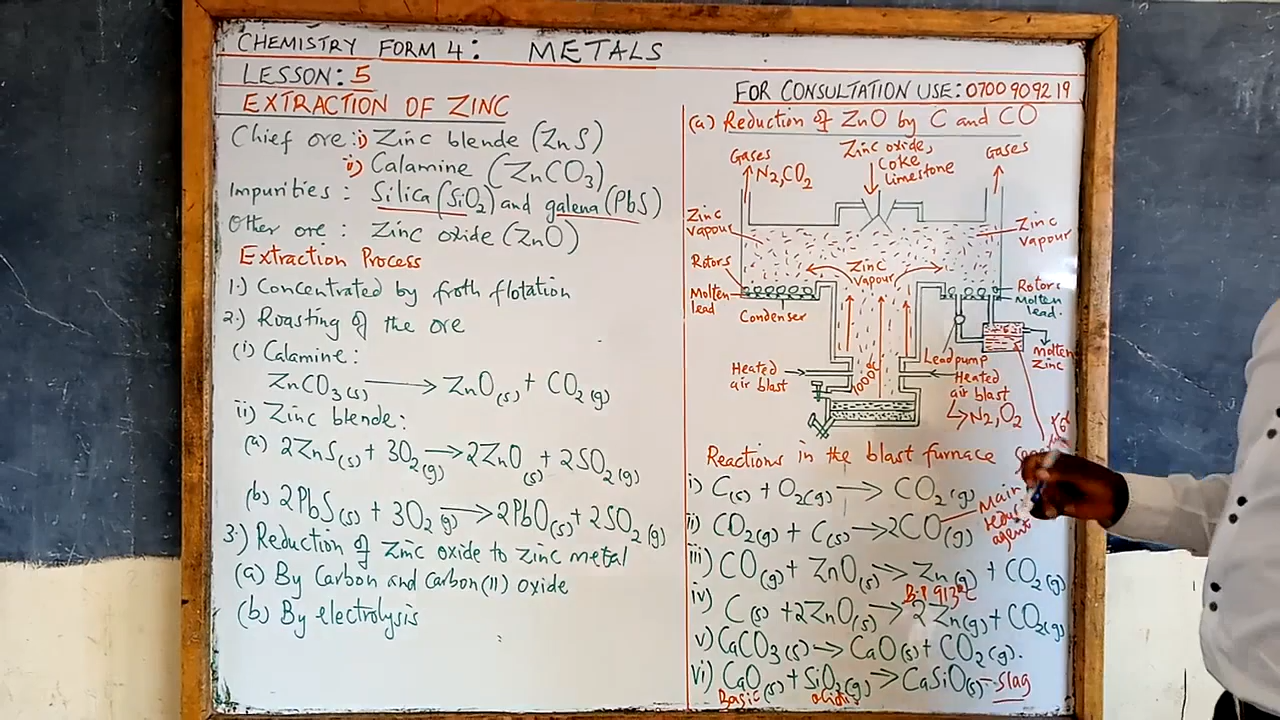 CHEMISTRY FORM 4: METALS
LESSON: 5
EXTRACTION OF ZINC
Chief ore: i) Zinc blende (ZnS)
ii) Calamine (ZnCO₃)
Impurities: Silica (SiO₂) and galena (PbS)
Other ore: Zinc oxide (ZnO)
Extraction Process
1.) Concentrated by froth flotation
2.) Roasting of the ore
(i) Calamine:
ZnCO₃(s) → ZnO(s) + CO₂(g)
ii) Zinc blende:
(a) 2ZnS(s) + 3O₂(g) → 2ZnO(s) + 2SO₂(g)
(b) 2PbS(s) + 3O₂(g) → 2PbO(s) + 2SO₂(g)
3.) Reduction of Zinc oxide to zinc metal
(a) By Carbon and Carbon(II) oxide
(b) By electrolysis
FOR CONSULTATION USE: 0700 909219
(a) Reduction of ZnO by C and CO
Gases
N₂,CO₂
Zinc oxide,
Coke
Limestone
Gases
Zinc
vapour
Zinc
vapour
Rotors
Zinc
Vapour
Rotors
Molten
lead
Molten
lead.
Condenser
Lead pump
Molten
Zinc
Heated
air blast
1000°C
Heated
air blast
→ N₂,O₂
Reactions in the blast furnace
i) C(s) + O₂(g) → CO₂(g)
ii) CO₂(g) + C(s) → 2CO(g)
Main
agent
iii) CO(g) + ZnO(s) → Zn(g) + CO₂(g)
B.P 913°C
iv) C(s) + 2ZnO(s) → 2Zn(g) + CO₂(g)
v) CaCO₃(s) → CaO(s) + CO₂(g).
vi) CaO(s) + SiO₂(g) → CaSiO(s) - slag
Basic